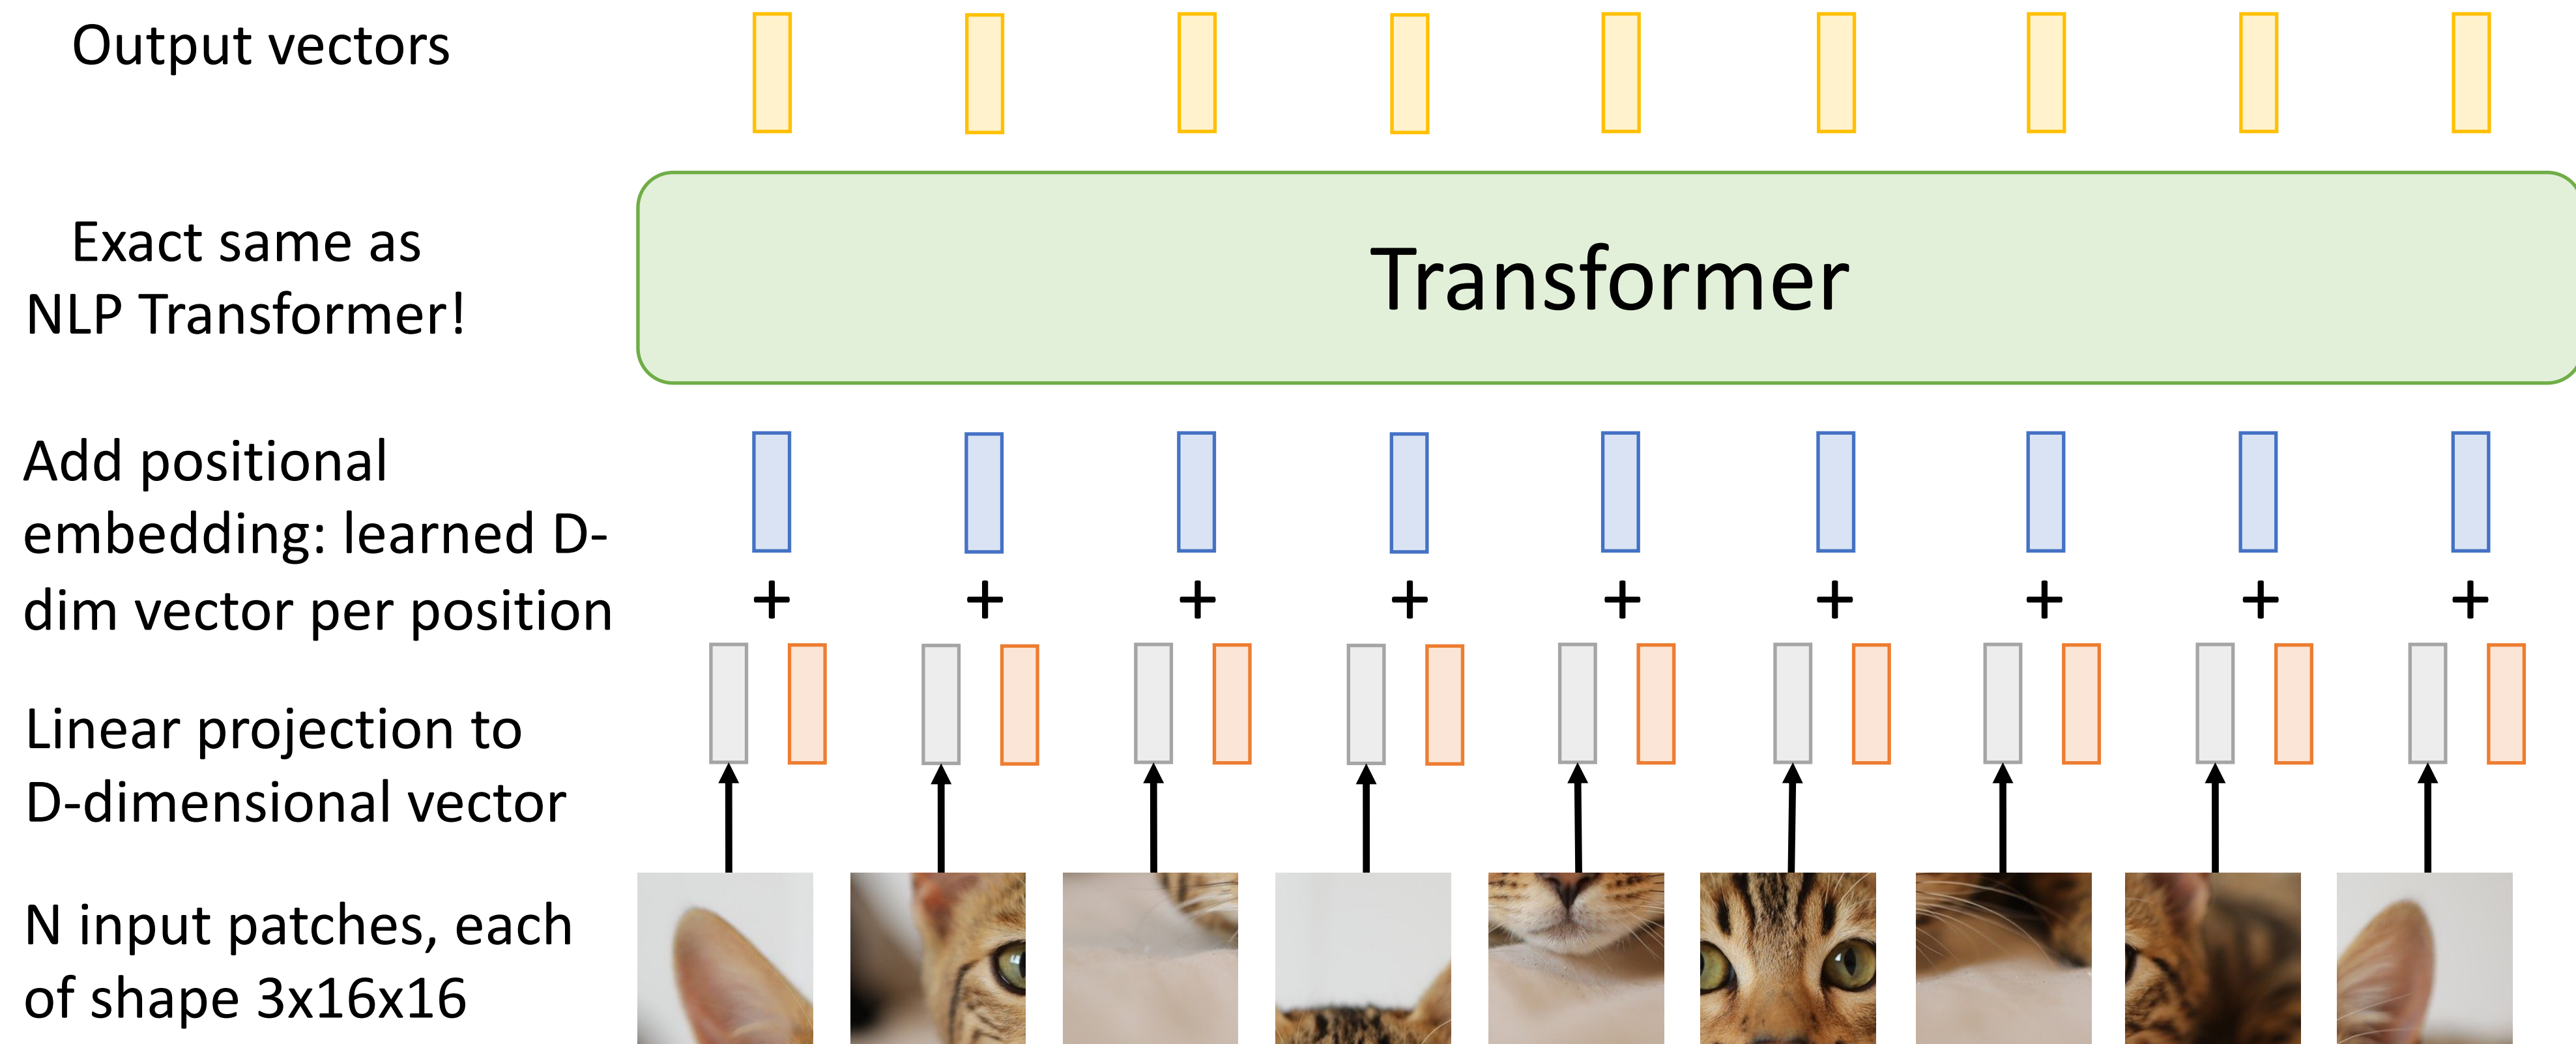 Output vectors
Exact same as
NLP Transformer!
Transformer
Add positional
embedding: learned D-
dim vector per position
+ + + + + + + + +
Linear projection to
D-dimensional vector
N input patches, each
of shape 3x16x16